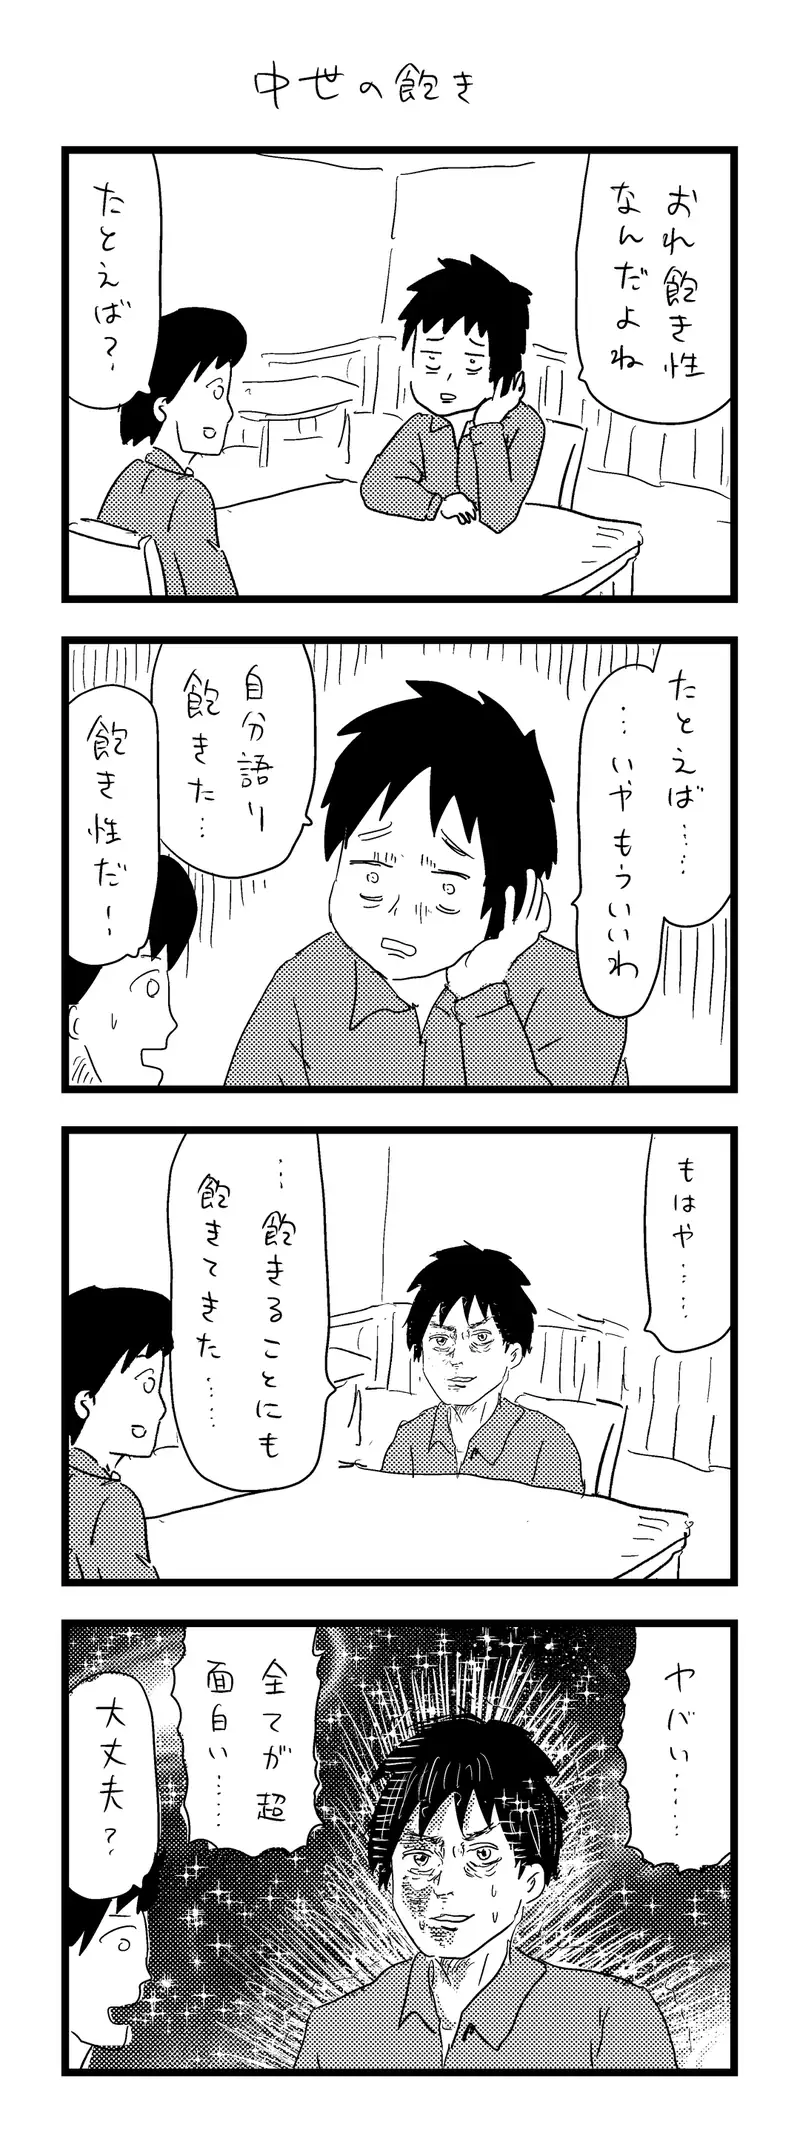 中世の飽き
おれ飽き性
なんだよね
たとえば？
たとえば……
…いやもういいわ
自分語り
飽きた…
飽き性だ！
もはや……
…飽きることにも
飽きてきた……
ヤバい……
全てが超
面白い……
大丈夫？